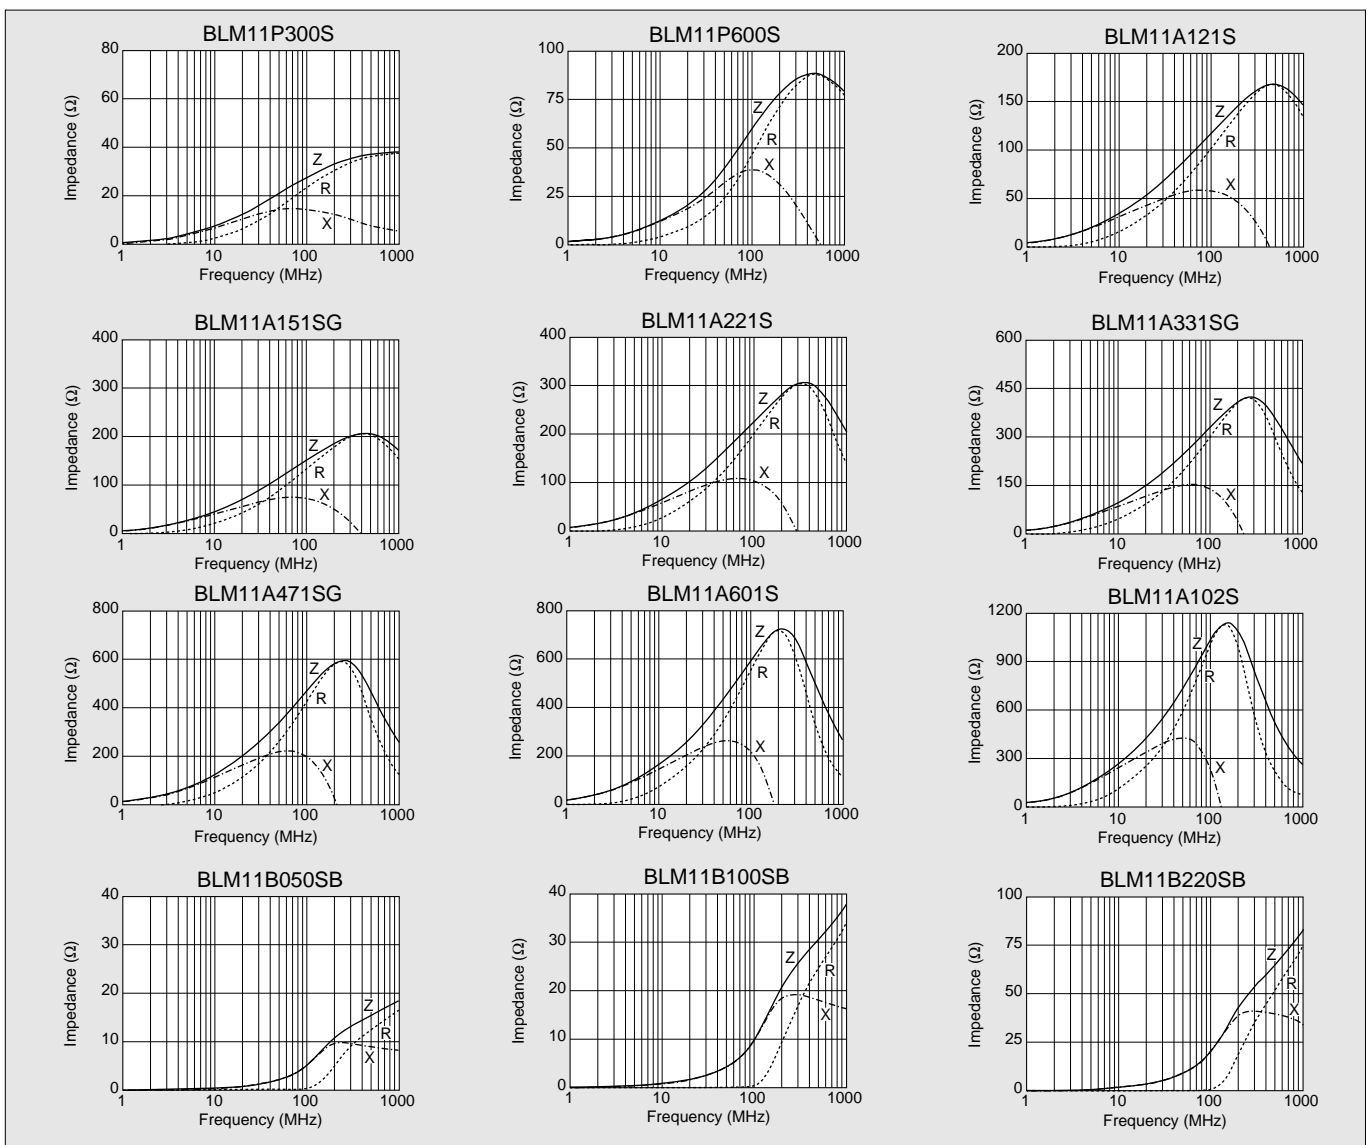 BLM11P300S
Impedance (Ω)
80
60
40
20
0
Z
R
X
1 10 100 1000
Frequency (MHz)
BLM11P600S
Impedance (Ω)
100
75
50
25
0
Z
R
X
1 10 100 1000
Frequency (MHz)
BLM11A121S
Impedance (Ω)
200
150
100
50
0
Z
R
X
1 10 100 1000
Frequency (MHz)
BLM11A151SG
Impedance (Ω)
400
300
200
100
0
Z
R
X
1 10 100 1000
Frequency (MHz)
BLM11A221S
Impedance (Ω)
400
300
200
100
0
Z
R
X
1 10 100 1000
Frequency (MHz)
BLM11A331SG
Impedance (Ω)
600
450
300
150
0
Z
R
X
1 10 100 1000
Frequency (MHz)
BLM11A471SG
Impedance (Ω)
800
600
400
200
0
Z
R
X
1 10 100 1000
Frequency (MHz)
BLM11A601S
Impedance (Ω)
800
600
400
200
0
Z
R
X
1 10 100 1000
Frequency (MHz)
BLM11A102S
Impedance (Ω)
1200
900
600
300
0
Z
R
X
1 10 100 1000
Frequency (MHz)
BLM11B050SB
Impedance (Ω)
40
30
20
10
0
Z
R
X
1 10 100 1000
Frequency (MHz)
BLM11B100SB
Impedance (Ω)
40
30
20
10
0
Z
R
X
1 10 100 1000
Frequency (MHz)
BLM11B220SB
Impedance (Ω)
100
75
50
25
0
Z
R
X
1 10 100 1000
Frequency (MHz)